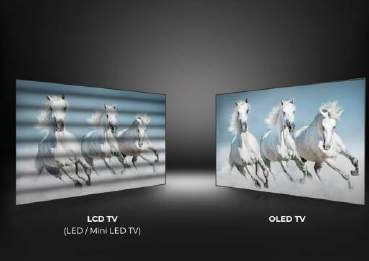 LCD TV
(LED / Mini LED TV)
OLED TV